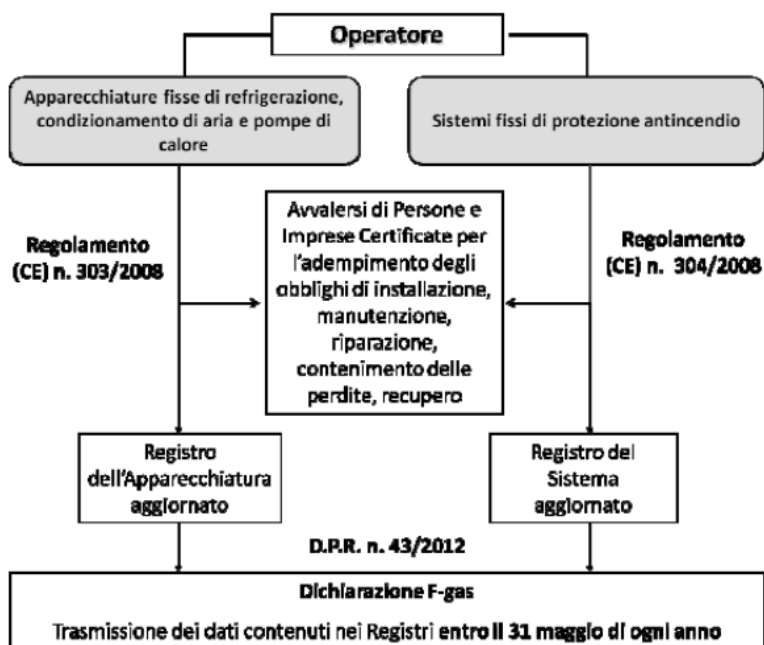 Operatore
Apparecchiature fisse di refrigerazione,
condizionamento di aria e pompe di
calore
Sistemi fissi di protezione antincendio
Regolamento
(CE) n. 303/2008
Avvalersi di Persone e
Imprese Certificate per
l'adempimento degli
obblighi di installazione,
manutenzione,
riparazione,
contenimento delle
perdite, recupero
Regolamento
(CE) n. 304/2008
Registro
dell'Apparecchiatura
aggiornato
Registro del
Sistema
aggiornato
D.P.R. n. 43/2012
Dichiarazione F-gas
Trasmissione dei dati contenuti nei Registri entro il 31 maggio di ogni anno